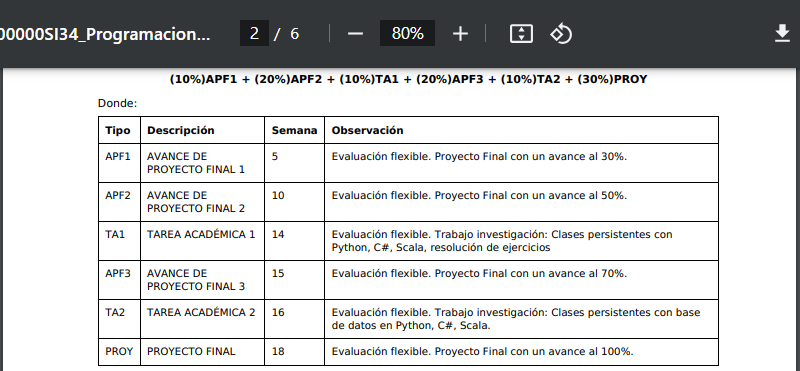 00000SI34_Programacion...
2 / 6
80%
(10%)APF1 + (20%)APF2 + (10%)TA1 + (20%)APF3 + (10%)TA2 + (30%)PROY
Donde:
Tipo Descripción Semana Observación
APF1 AVANCE DE PROYECTO FINAL 1 5 Evaluación flexible. Proyecto Final con un avance al 30%.
APF2 AVANCE DE PROYECTO FINAL 2 10 Evaluación flexible. Proyecto Final con un avance al 50%.
TA1 TAREA ACADÉMICA 1 14 Evaluación flexible. Trabajo investigación: Clases persistentes con
Python, C#, Scala, resolución de ejercicios
APF3 AVANCE DE PROYECTO FINAL 3 15 Evaluación flexible. Proyecto Final con un avance al 70%.
TA2 TAREA ACADÉMICA 2 16 Evaluación flexible. Trabajo investigación: Clases persistentes con base
de datos en Python, C#, Scala.
PROY PROYECTO FINAL 18 Evaluación flexible. Proyecto Final con un avance al 100%.